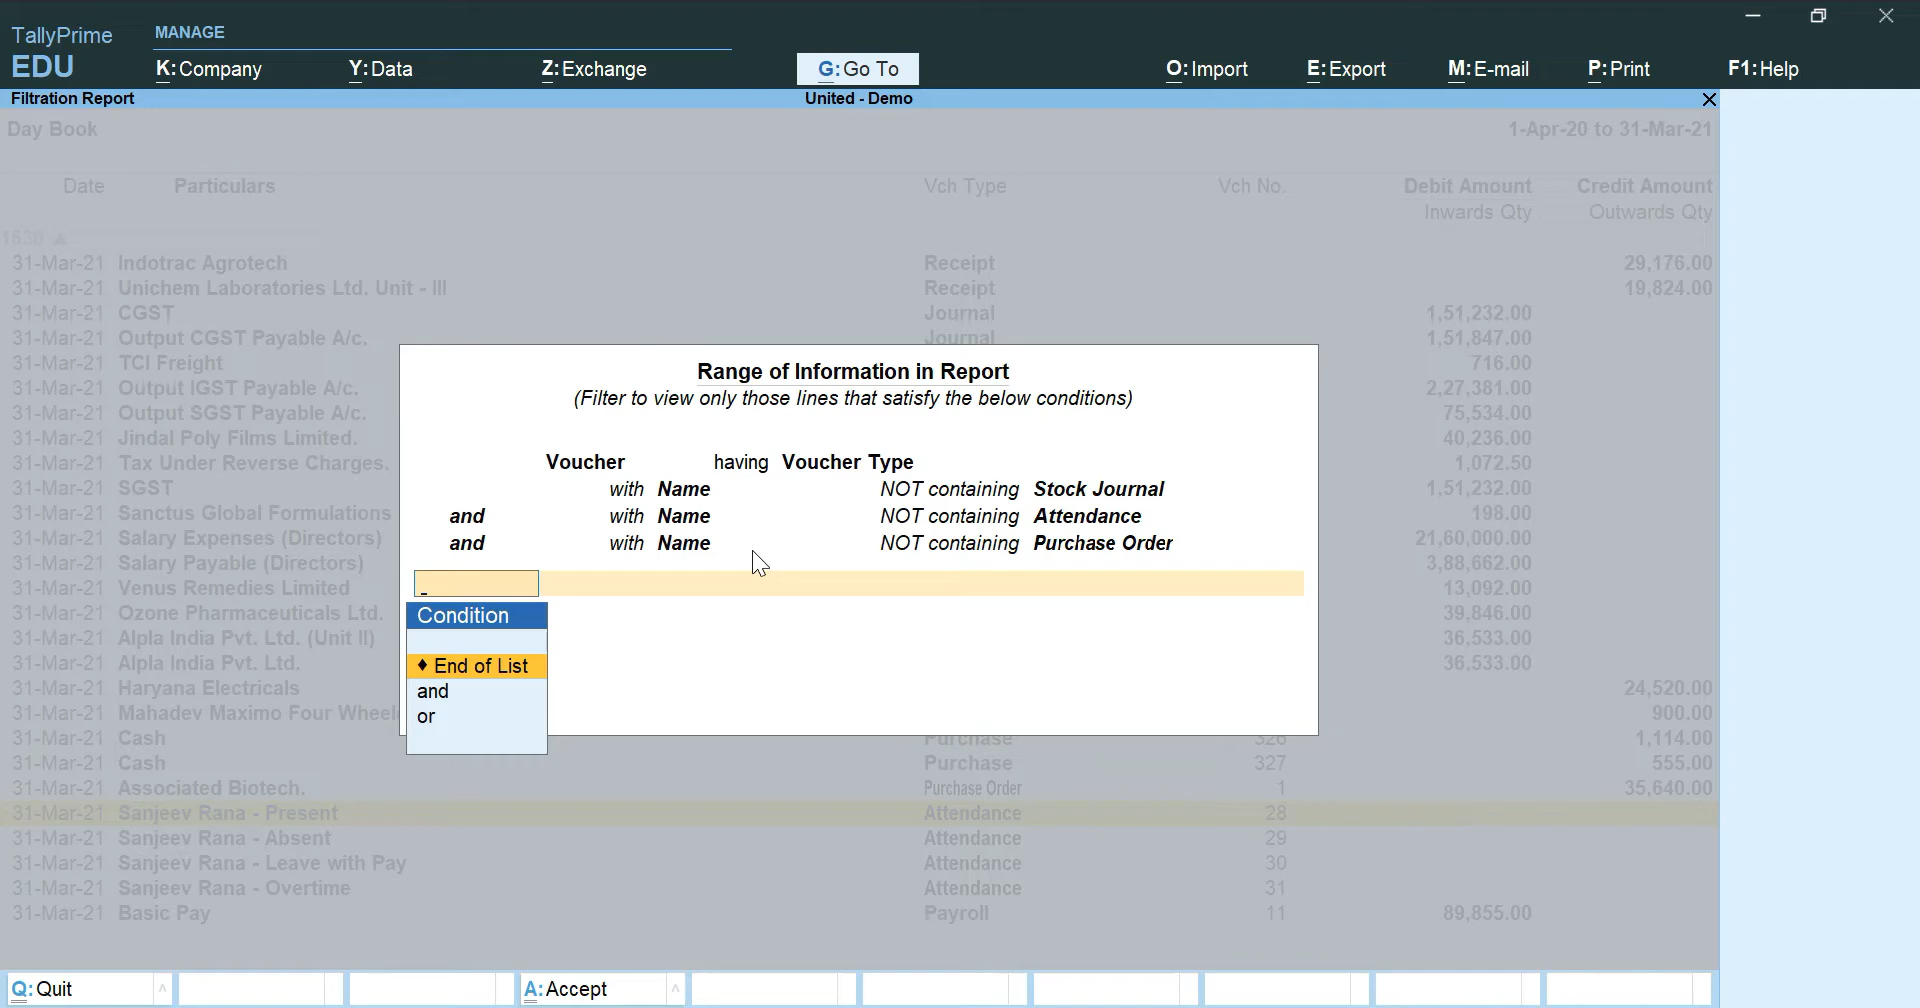 TallyPrime
EDU
MANAGE
K:Company Y:Data Z:Exchange G:Go To O:Import E:Export M:E-mail P:Print F1:Help
Filtration Report United - Demo
Day Book 1-Apr-20 to 31-Mar-21
Date Particulars Vch Type Vch No. Debit Amount Credit Amount
Inwards Qty Outwards Qty
1630
31-Mar-21 Indotrac Agrotech Receipt 29,176.00
31-Mar-21 Unichem Laboratories Ltd. Unit - III Receipt 19,824.00
31-Mar-21 CGST Journal 1,51,232.00
31-Mar-21 Output CGST Payable A/c. Journal 1,51,847.00
31-Mar-21 TCI Freight 716.00
31-Mar-21 Output IGST Payable A/c. 2,27,381.00
31-Mar-21 Output SGST Payable A/c. 75,534.00
31-Mar-21 Jindal Poly Films Limited. 40,236.00
31-Mar-21 Tax Under Reverse Charges. 1,072.50
31-Mar-21 SGST 1,51,232.00
31-Mar-21 Sanctus Global Formulations 198.00
31-Mar-21 Salary Expenses (Directors) 21,60,000.00
31-Mar-21 Salary Payable (Directors) 3,88,662.00
31-Mar-21 Venus Remedies Limited 13,092.00
31-Mar-21 Ozone Pharmaceuticals Ltd. 39,846.00
31-Mar-21 Alpla India Pvt. Ltd. (Unit II) 36,533.00
31-Mar-21 Alpla India Pvt. Ltd. 36,533.00
31-Mar-21 Haryana Electricals 24,520.00
31-Mar-21 Mahadev Maximo Four 900.00
31-Mar-21 Cash Purchase 326 1,114.00
31-Mar-21 Cash Purchase 327 555.00
31-Mar-21 Associated Biotech. Purchase Order 1 35,640.00
31-Mar-21 Sanjeev Rana - Present Attendance 28
31-Mar-21 Sanjeev Rana - Absent Attendance 29
31-Mar-21 Sanjeev Rana - Leave with Pay Attendance 30
31-Mar-21 Sanjeev Rana - Overtime Attendance 31
31-Mar-21 Basic Pay Payroll 11 89,855.00
Range of Information in Report
(Filter to view only those lines that satisfy the below conditions)
Voucher having Voucher Type
with Name NOT containing Stock Journal
and with Name NOT containing Attendance
and with Name NOT containing Purchase Order
Condition
♦ End of List
and
or
Q:Quit A:Accept